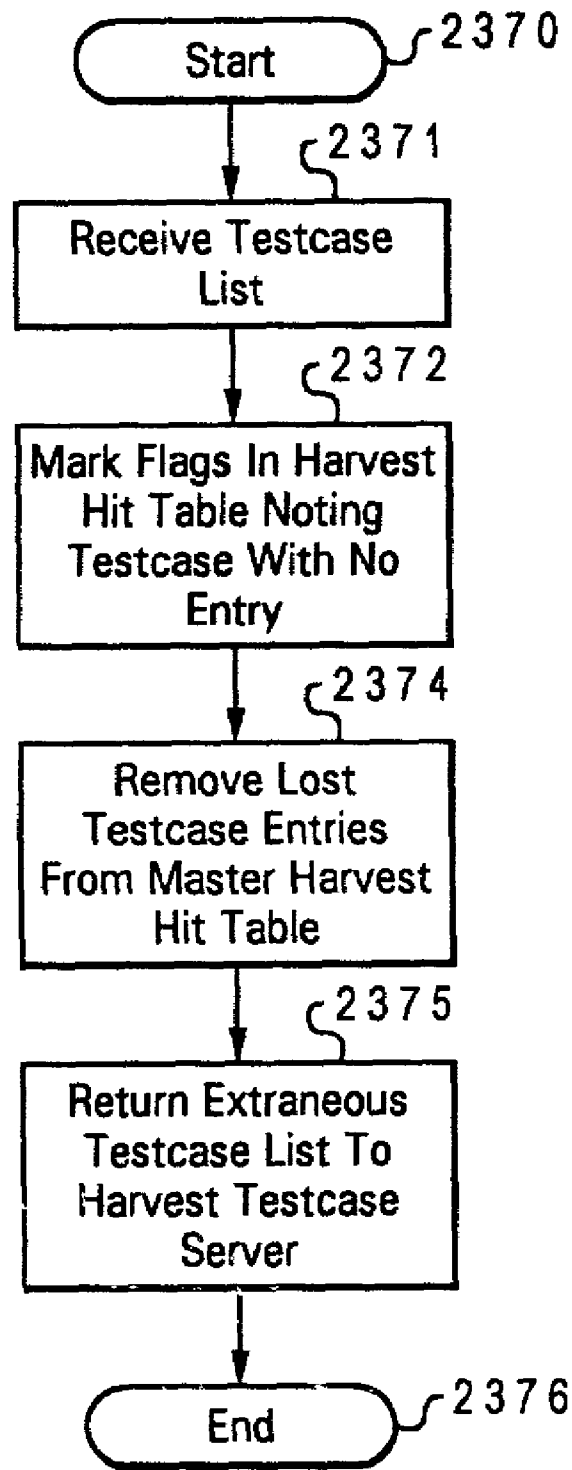 Start
2370
2371
Receive Testcase
List
2372
Mark Flags In Harvest
Hit Table Noting
Testcase With No
Entry
2374
Remove Lost
Testcase Entries
From Master Harvest
Hit Table
2375
Return Extraneous
Testcase List To
Harvest Testcase
Server
End
2376